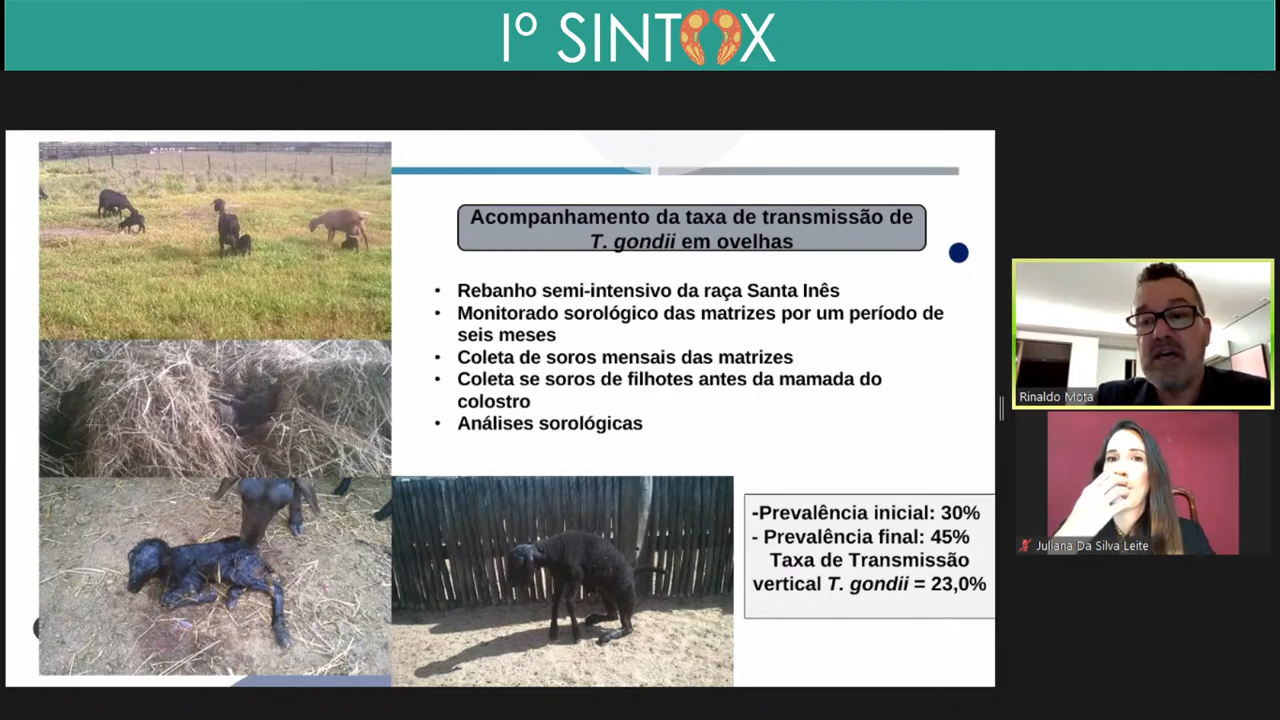 Iº SINTOX
Acompanhamento da taxa de transmissão de
T. gondii em ovelhas
• Rebanho semi-intensivo da raça Santa Inês
• Monitorado sorológico das matrizes por um período de
seis meses
• Coleta de soros mensais das matrizes
• Coleta se soros de filhotes antes da mamada do
colostro
• Análises sorológicas
-Prevalência inicial: 30%
- Prevalência final: 45%
Taxa de Transmissão
vertical T. gondii = 23,0%
Rinaldo Mota
Juliana Da Silva Leite